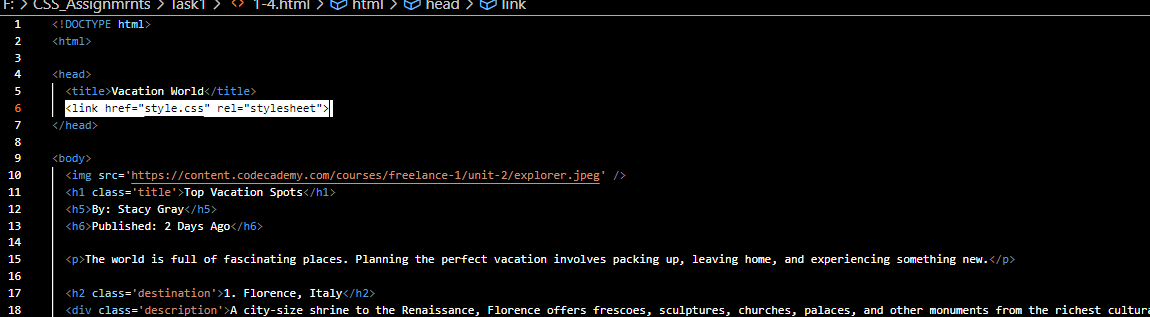 F: > CSS_Assignmrnts > Task1 > <> 1-4.html > html > head > link
1 <!DOCTYPE html>
2 <html>
3
4 <head>
5 <title>Vacation World</title>
6 <link href="style.css" rel="stylesheet">
7 </head>
8
9 <body>
10 <img src='https://content.codecademy.com/courses/freelance-1/unit-2/explorer.jpeg' />
11 <h1 class='title'>Top Vacation Spots</h1>
12 <h5>By: Stacy Gray</h5>
13 <h6>Published: 2 Days Ago</h6>
14
15 <p>The world is full of fascinating places. Planning the perfect vacation involves packing up, leaving home, and experiencing something new.</p>
16
17 <h2 class='destination'>1. Florence, Italy</h2>
18 <div class='description'>A city-size shrine to the Renaissance, Florence offers frescoes, sculptures, churches, palaces, and other monuments from the richest cultura